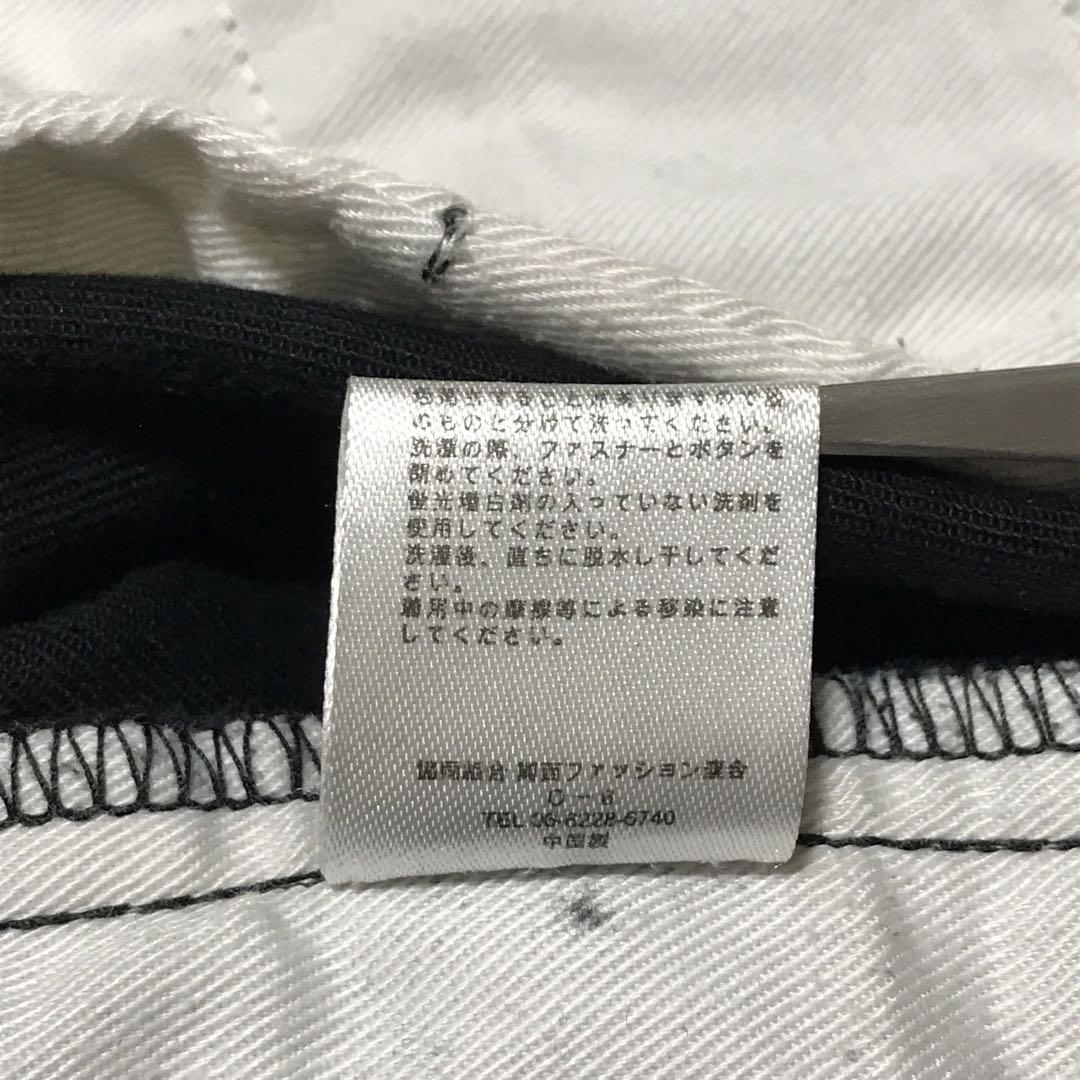 のものと分けて洗ってください。
洗濯の際、ファスナーとボタンを
閉めてください。
蛍光増白剤の入っていない洗剤を
使用してください。
洗濯後、直ちに脱水し干してくだ
さい。
着用中の摩擦等による移染に注意
してください。
協同組合 関西ファッション連合
O－6
TEL 06-6228-6740
中国製